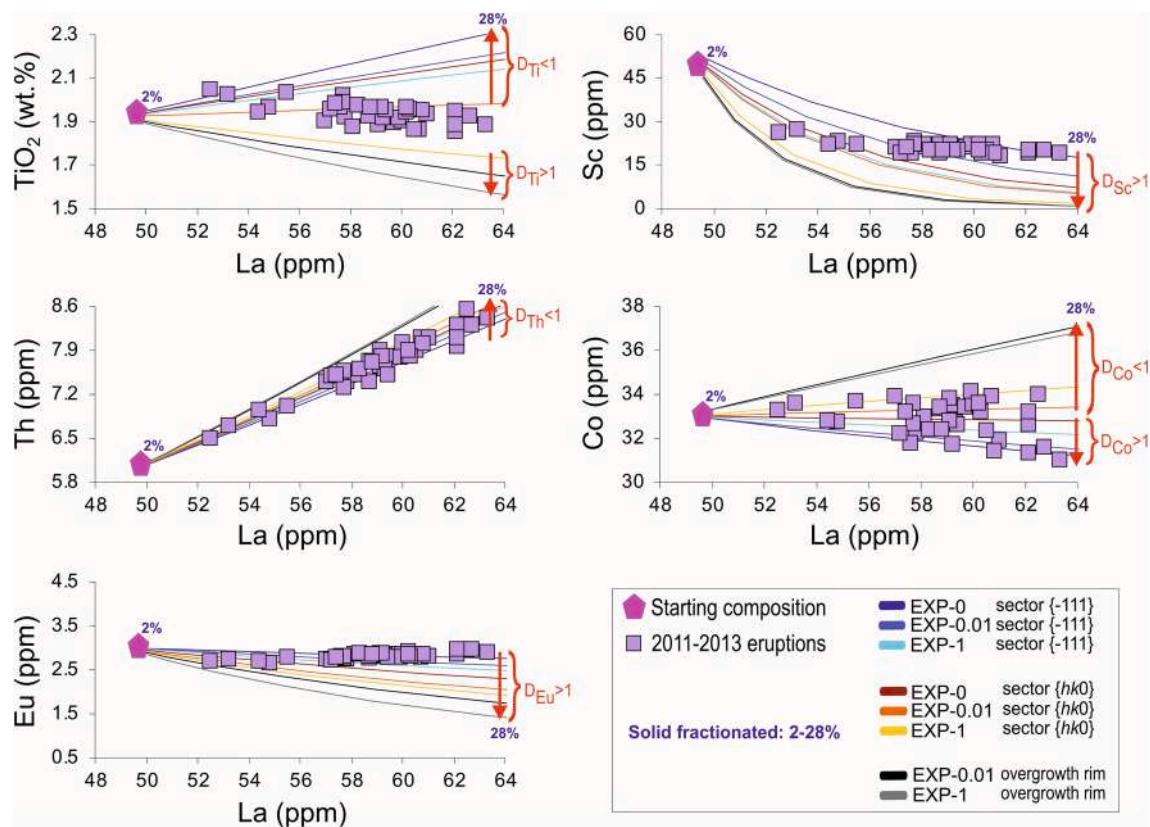 TiO2 (wt.%)
2.3
2.1
1.9
1.7
1.5
2%
28%
DTi<1
DTi>1
48 50 52 54 56 58 60 62 64
La (ppm)
Sc (ppm)
60
45
30
15
0
2%
28%
DSc>1
48 50 52 54 56 58 60 62 64
La (ppm)
Th (ppm)
8.6
7.9
7.2
6.5
5.8
2%
28%
DTh<1
48 50 52 54 56 58 60 62 64
La (ppm)
Co (ppm)
38
36
34
32
30
2%
28%
DCo<1
DCo>1
48 50 52 54 56 58 60 62 64
La (ppm)
Eu (ppm)
4.5
3.5
2.5
1.5
0.5
2%
DEu>1
28%
48 50 52 54 56 58 60 62 64
La (ppm)
Starting composition
2011-2013 eruptions
Solid fractionated: 2-28%
EXP-0 sector {-111}
EXP-0.01 sector {-111}
EXP-1 sector {-111}
EXP-0 sector {hk0}
EXP-0.01 sector {hk0}
EXP-1 sector {hk0}
EXP-0.01 overgrowth rim
EXP-1 overgrowth rim